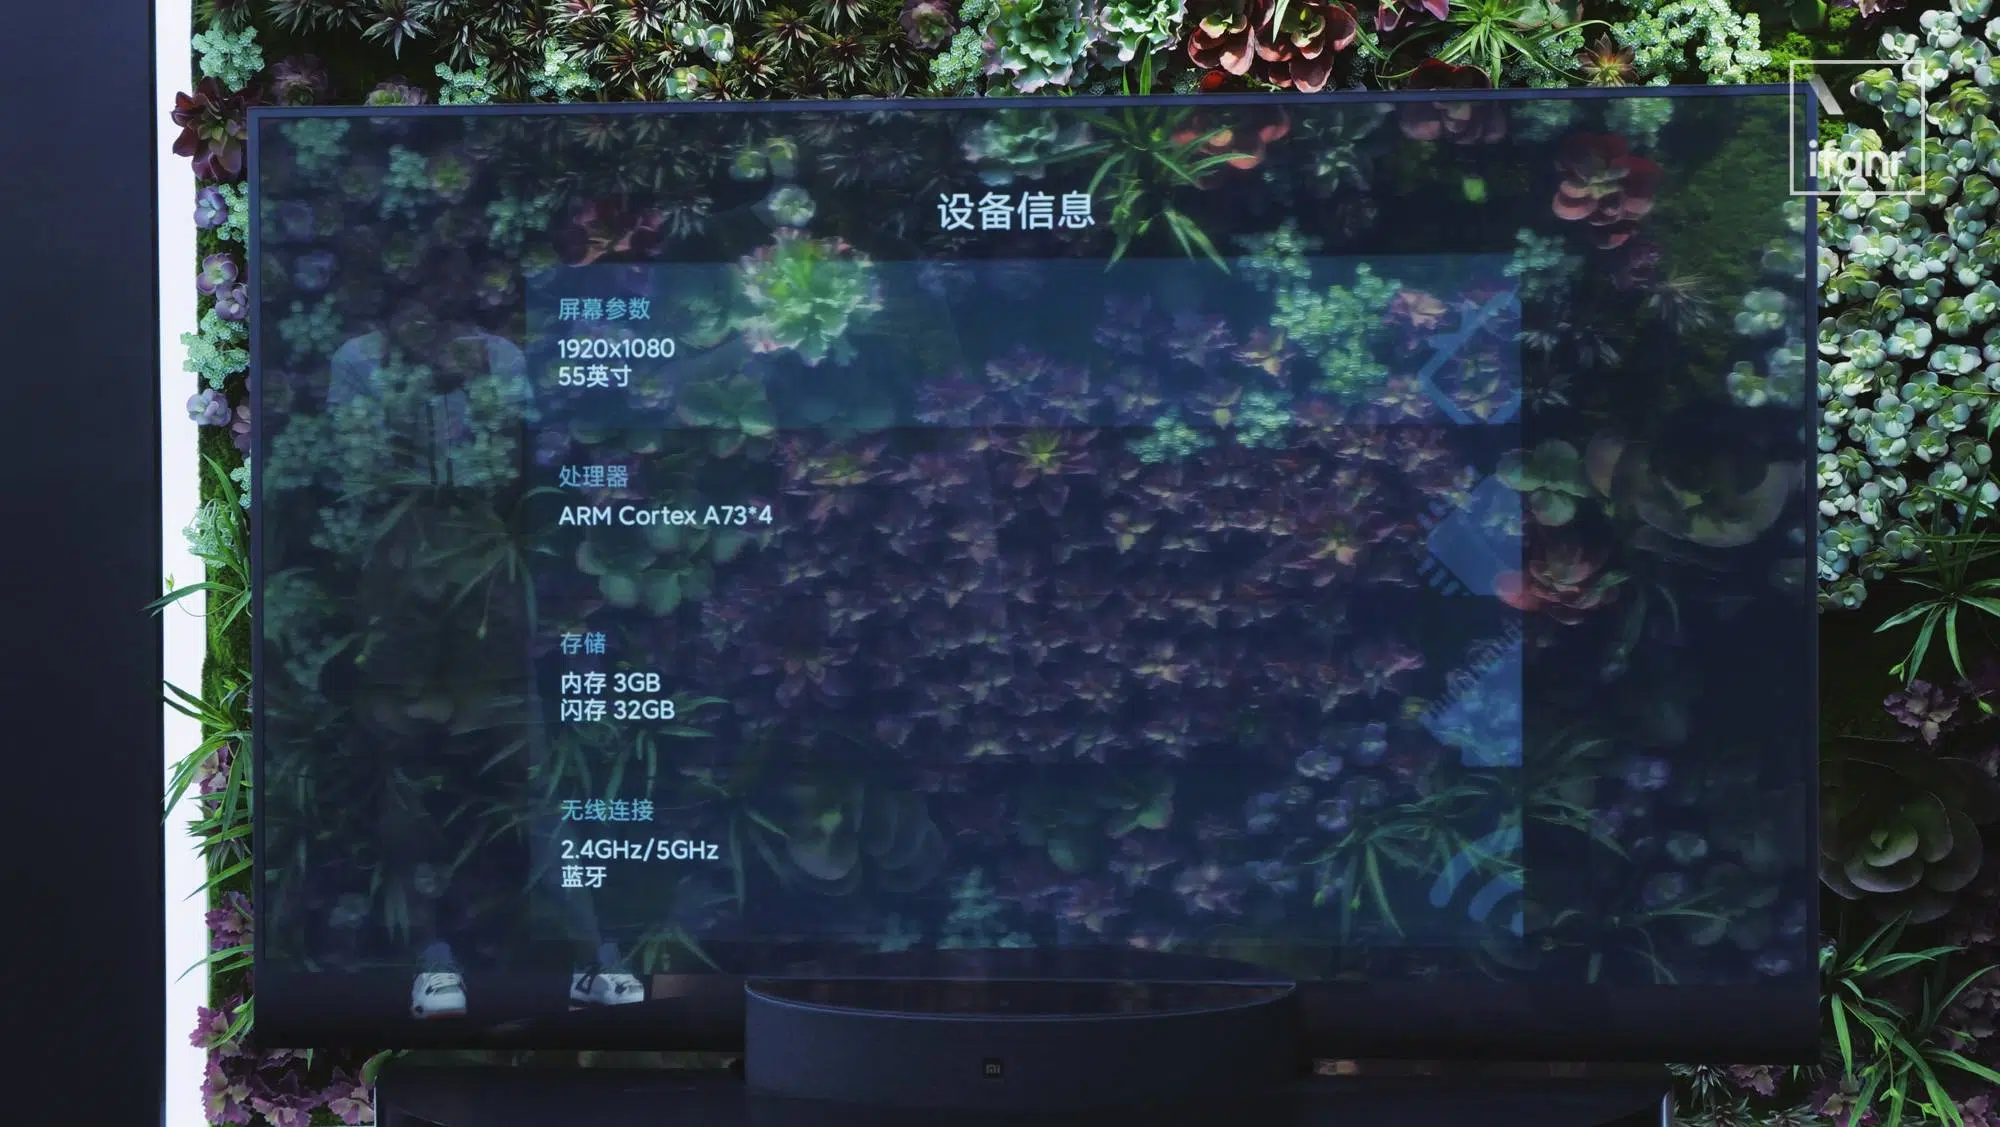 ifanr
设备信息
屏幕参数
1920x1080
55英寸
处理器
ARM Cortex A73*4
存储
内存 3GB
闪存 32GB
无线连接
2.4GHz/5GHz
蓝牙
mi